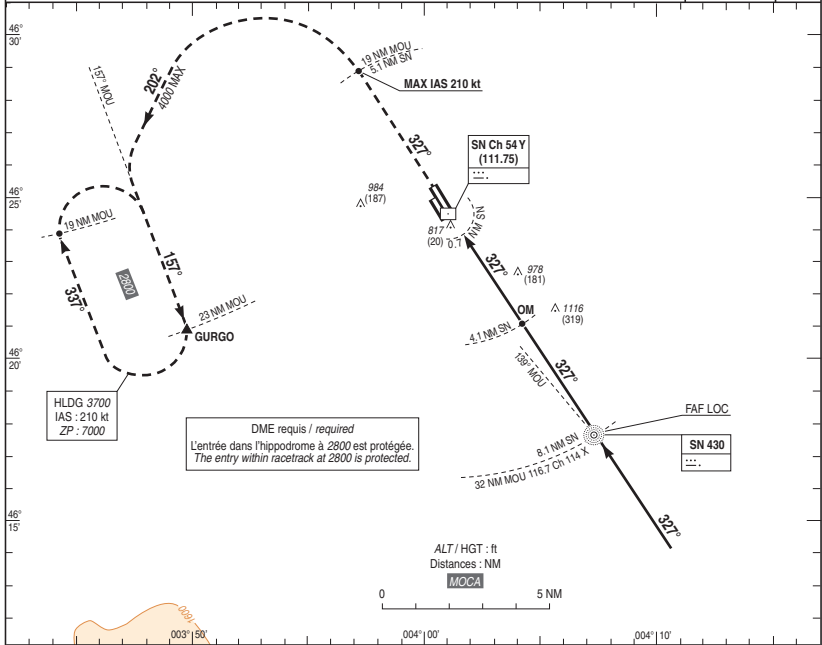 46°
30'
19 NM MOU
5.1 NM SN
MAX IAS 210 kt
202°
4000 MAX
157° MOU
327°
SN Ch 54 Y
(111.75)
46°
25'
984
(187)
19 NM MOU
817
(20)
0.7 NM SN
327°
978
(181)
157°
2800
337°
23 NM MOU
GURGO
OM
1116
(319)
4.1 NM SN
46°
20'
139° MOU
327°
HLDG 3700
IAS : 210 kt
ZP : 7000
DME requis / required
L'entrée dans l'hippodrome à 2800 est protégée.
The entry within racetrack at 2800 is protected.
FAF LOC
8.1 NM SN
SN 430
32 NM MOU 116,7 Ch 114 X
46°
15'
327°
ALT / HGT : ft
Distances : NM
MOCA
0 5 NM
1600
003°50' 004°00' 004°10'